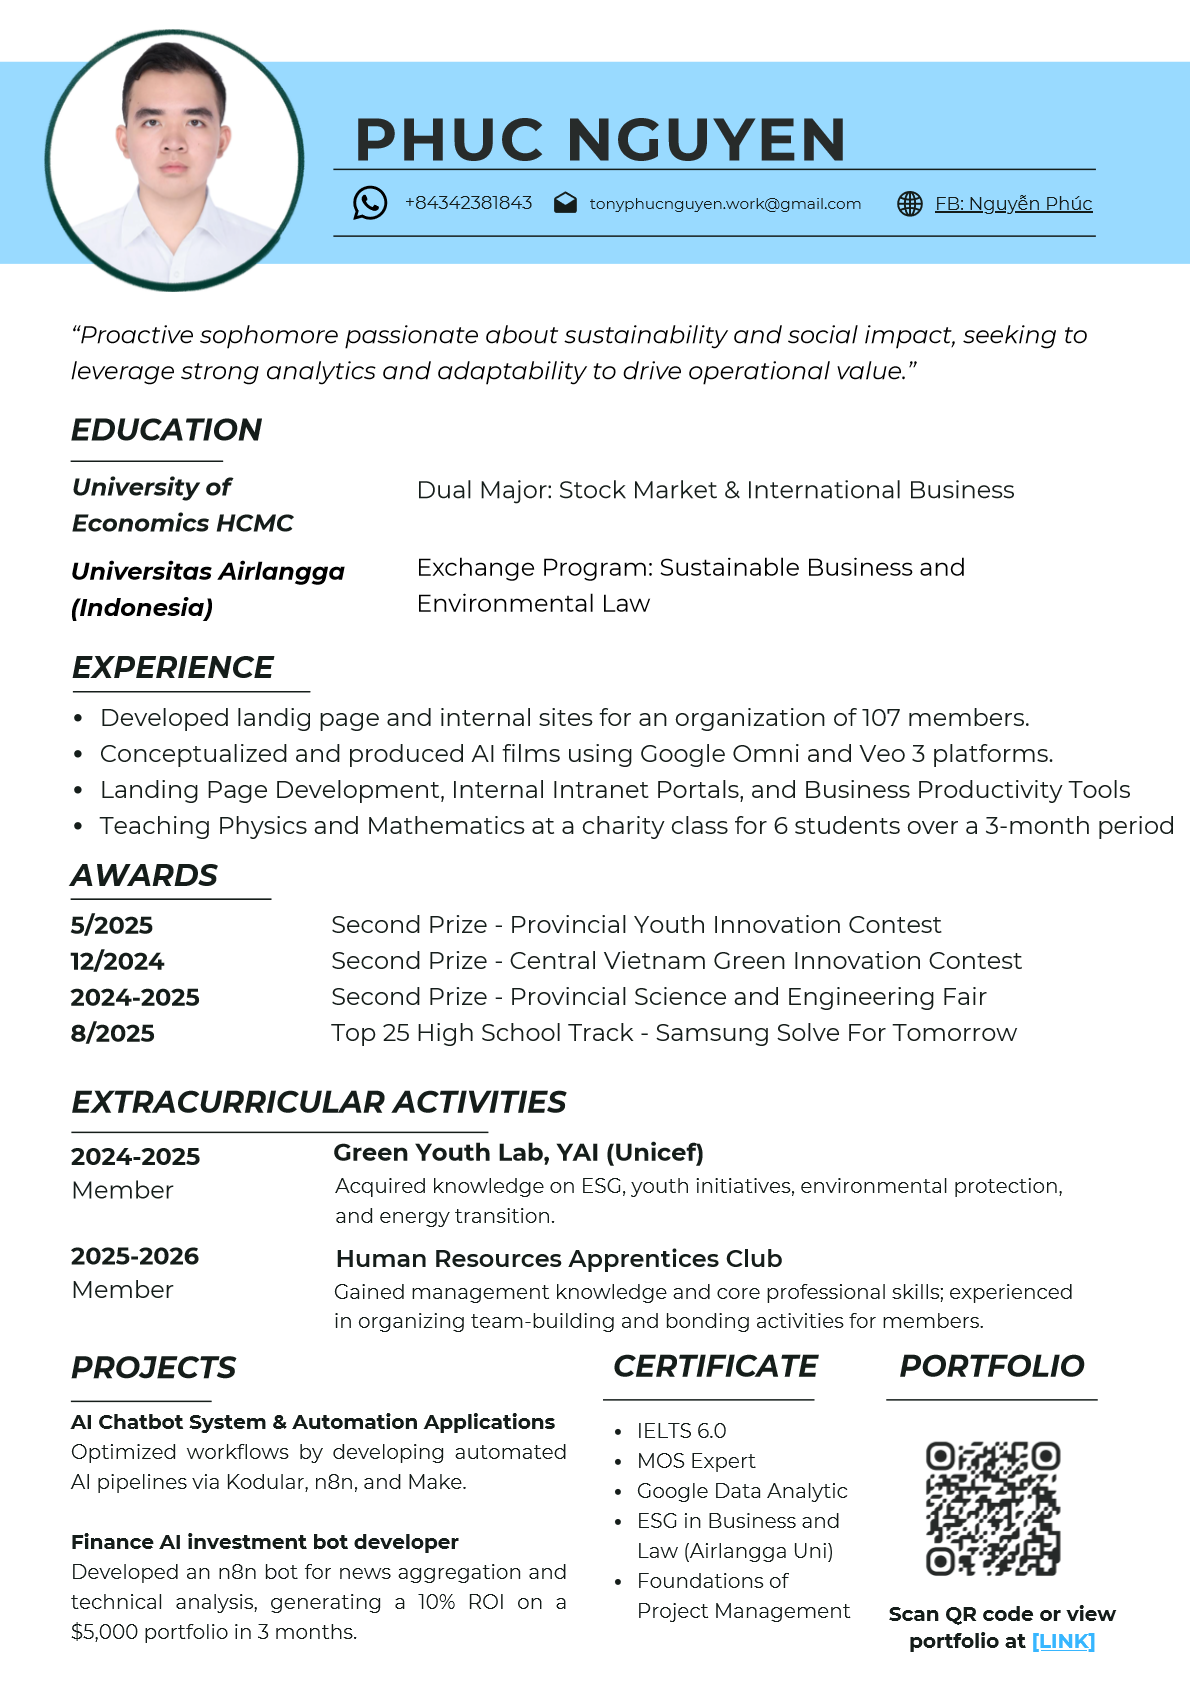 PHUC NGUYEN
+84342381843 tonyphucnguyen.work@gmail.com FB: Nguyễn Phúc
“Proactive sophomore passionate about sustainability and social impact, seeking to
leverage strong analytics and adaptability to drive operational value.”
EDUCATION
University of
Economics HCMC
Dual Major: Stock Market & International Business
Universitas Airlangga
(Indonesia)
Exchange Program: Sustainable Business and
Environmental Law
EXPERIENCE
• Developed landig page and internal sites for an organization of 107 members.
• Conceptualized and produced AI films using Google Omni and Veo 3 platforms.
• Landing Page Development, Internal Intranet Portals, and Business Productivity Tools
• Teaching Physics and Mathematics at a charity class for 6 students over a 3-month period
AWARDS
5/2025 Second Prize - Provincial Youth Innovation Contest
12/2024 Second Prize - Central Vietnam Green Innovation Contest
2024-2025 Second Prize - Provincial Science and Engineering Fair
8/2025 Top 25 High School Track - Samsung Solve For Tomorrow
EXTRACURRICULAR ACTIVITIES
2024-2025
Member
Green Youth Lab, YAI (Unicef)
Acquired knowledge on ESG, youth initiatives, environmental protection,
and energy transition.
2025-2026
Member
Human Resources Apprentices Club
Gained management knowledge and core professional skills; experienced
in organizing team-building and bonding activities for members.
PROJECTS
AI Chatbot System & Automation Applications
Optimized workflows by developing automated
AI pipelines via Kodular, n8n, and Make.
Finance AI investment bot developer
Developed an n8n bot for news aggregation and
technical analysis, generating a 10% ROI on a
$5,000 portfolio in 3 months.
CERTIFICATE
• IELTS 6.0
• MOS Expert
• Google Data Analytic
• ESG in Business and
Law (Airlangga Uni)
• Foundations of
Project Management
PORTFOLIO
Scan QR code or view
portfolio at [LINK]